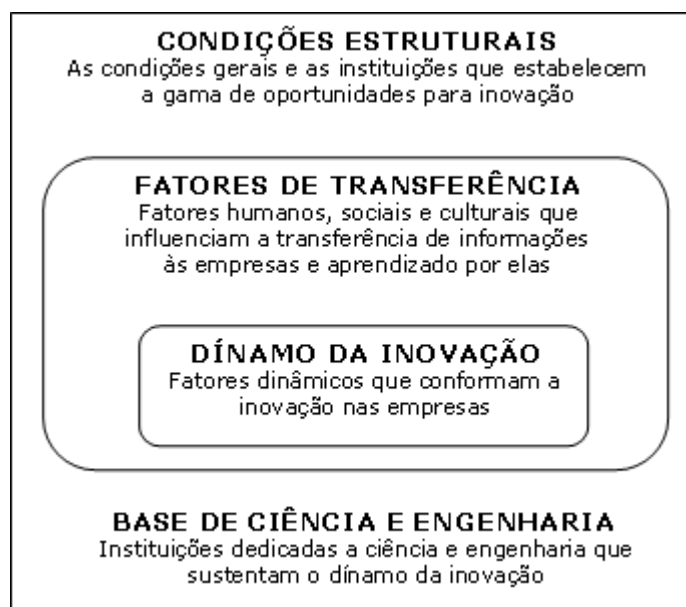 CONDIÇÕES ESTRUTURAIS
As condições gerais e as instituições que estabelecem
a gama de oportunidades para inovação
FATORES DE TRANSFERÊNCIA
Fatores humanos, sociais e culturais que
influenciam a transferência de informações
às empresas e aprendizado por elas
DÍNAMO DA INOVAÇÃO
Fatores dinâmicos que conformam a
inovação nas empresas
BASE DE CIÊNCIA E ENGENHARIA
Instituições dedicadas a ciência e engenharia que
sustentam o dínamo da inovação